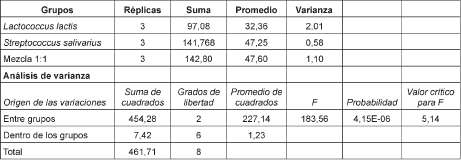 Grupos Réplicas Suma Promedio Varianza
Lactococcus lactis 3 97,08 32,36 2,01
Streptococcus salivarius 3 141,768 47,25 0,58
Mezcla 1:1 3 142,80 47,60 1,10
Análisis de varianza
Origen de las variaciones Suma de cuadrados Grados de libertad Promedio de cuadrados F Probabilidad Valor crítico para F
Entre grupos 454,28 2 227,14 183,56 4,15E-06 5,14
Dentro de los grupos 7,42 6 1,23
Total 461,71 8